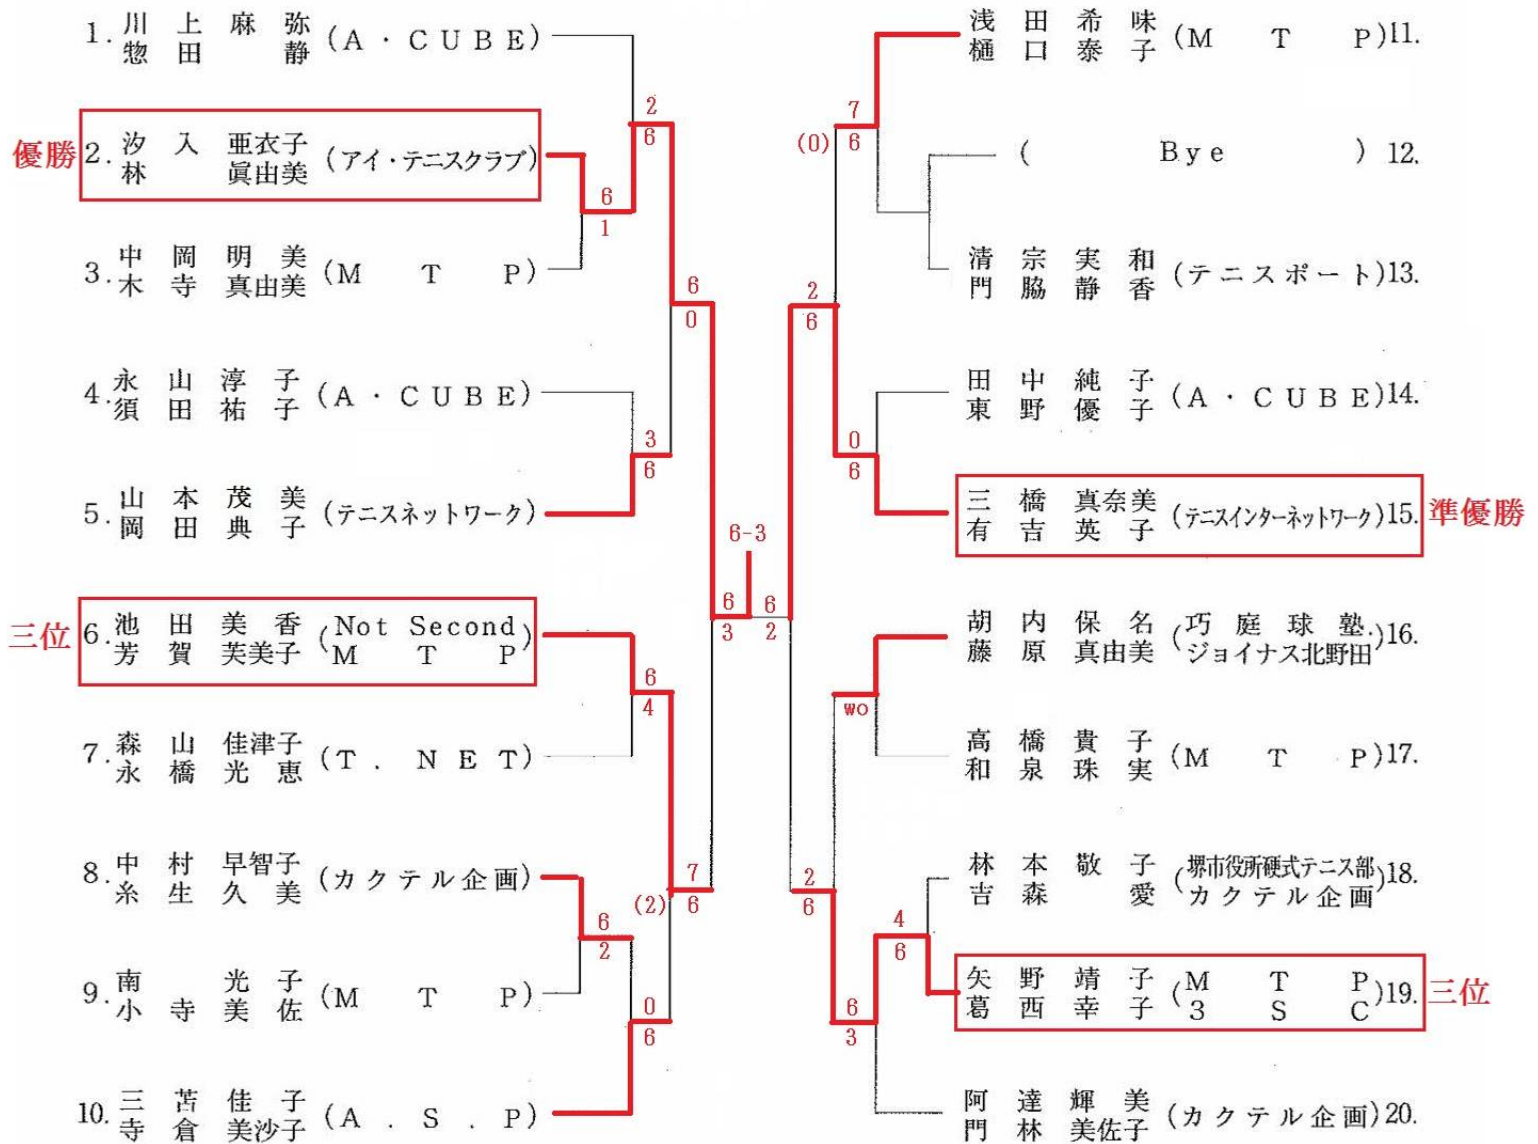 1. 川上麻弥 (A・CUBE)
惣田静
優勝
2. 汐入亜衣子 (アイ・テニスクラブ)
林眞由美
3. 中岡明美 (MTP)
木寺真由美
4. 永山淳子 (A・CUBE)
須田祐子
5. 山本茂美 (テニスネットワーク)
岡田典子
三位
6. 池田美香 (Not Second
芳賀芙美子 MTP)
7. 森山佳津子 (T.NET)
永橋光恵
8. 中村早智子 (カクテル企画)
糸生久美
9. 南光子 (MTP)
小寺美佐
10. 三苫佳子 (A.S.P)
寺倉美沙子
2
6
6
1
6
0
3
6
6
4
7
(2) 6
6
2
0
6
6-3
6 6
3 2
浅田希味 (MTP) 11.
樋口泰子
(Bye) 12.
清宗実和 (テニスポート) 13.
門脇静香
田中純子 (A・CUBE) 14.
東野優子
三橋真奈美 (テニスインターネットワーク) 15.
有吉英子
準優勝
胡内保名 (巧庭球塾.
藤原真由美 ジョイナス北野田) 16.
高橋貴子 (MTP) 17.
和泉珠実
林本敬子 (堺市役所硬式テニス部
吉森愛 カクテル企画) 18.
矢野靖子 (MTP
葛西幸子 3SC) 19.
三位
阿達輝美 (カクテル企画) 20.
門林美佐子
7
(0) 6
2
6
0
6
WO
2
6
4
6
6
3